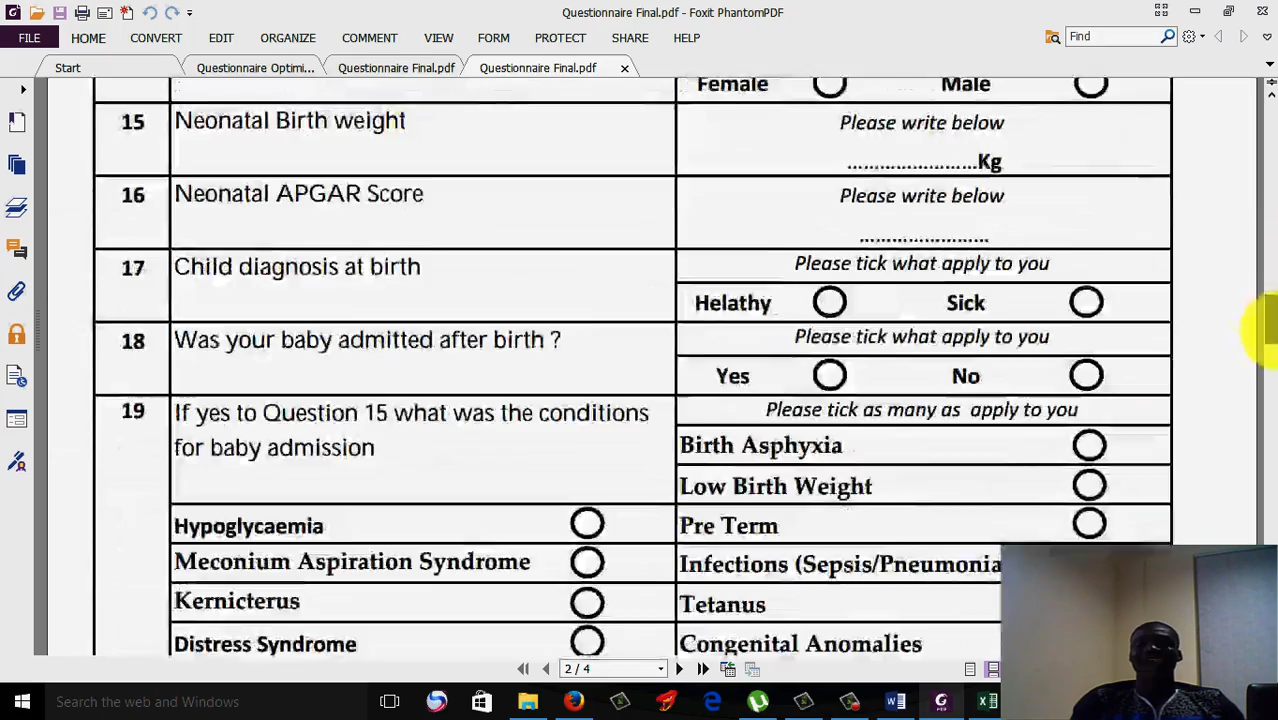 Questionnaire Final.pdf - Foxit PhantomPDF
FILE HOME CONVERT EDIT ORGANIZE COMMENT VIEW FORM PROTECT SHARE HELP Find
Start Questionnaire Optimi... Questionnaire Final.pdf Questionnaire Final.pdf
Female Male
15 Neonatal Birth weight Please write below
........................Kg
16 Neonatal APGAR Score Please write below
........................
17 Child diagnosis at birth Please tick what apply to you
Helathy Sick
18 Was your baby admitted after birth ? Please tick what apply to you
Yes No
19 If yes to Question 15 what was the conditions Please tick as many as apply to you
for baby admission Birth Asphyxia
Low Birth Weight
Hypoglycaemia Pre Term
Meconium Aspiration Syndrome Infections (Sepsis/Pneumonia
Kernicterus Tetanus
Distress Syndrome Congenital Anomalies
2 / 4
Search the web and Windows